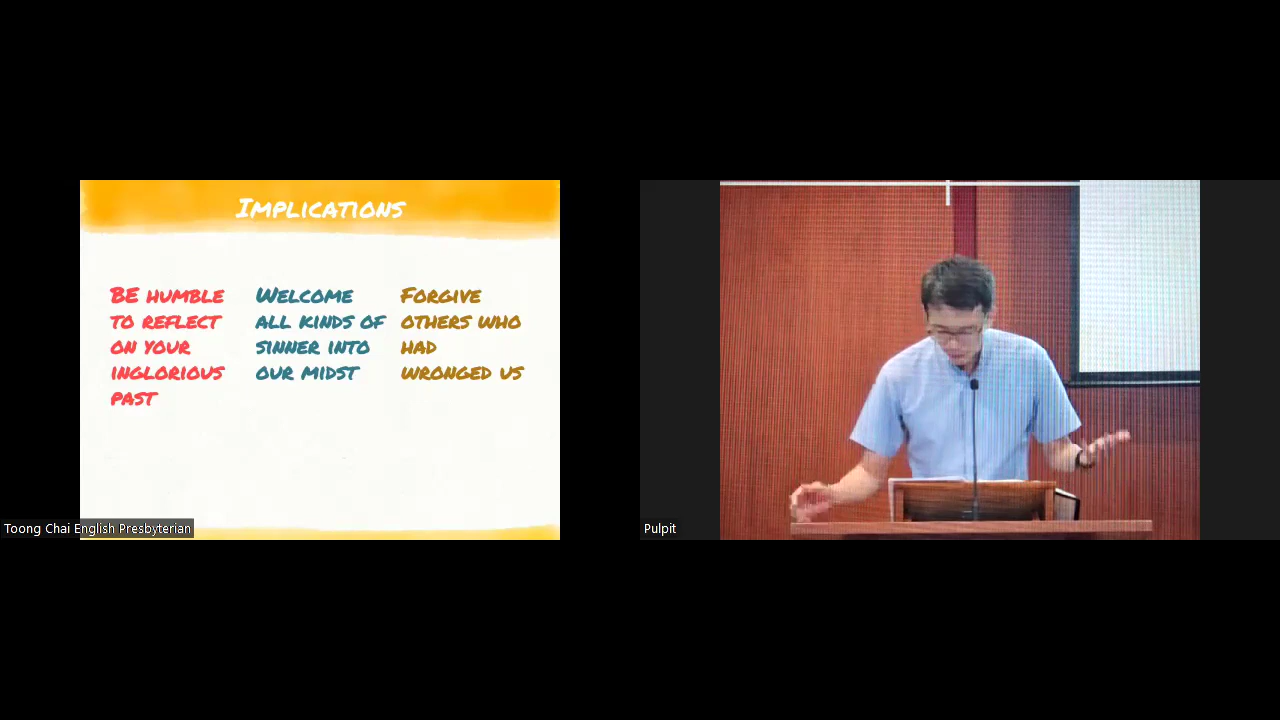 Implications
BE humble
to reflect
on your
inglorious
past
Welcome
all kinds of
sinner into
our midst
Forgive
others who
had
wronged us
Toong Chai English Presbyterian
Pulpit